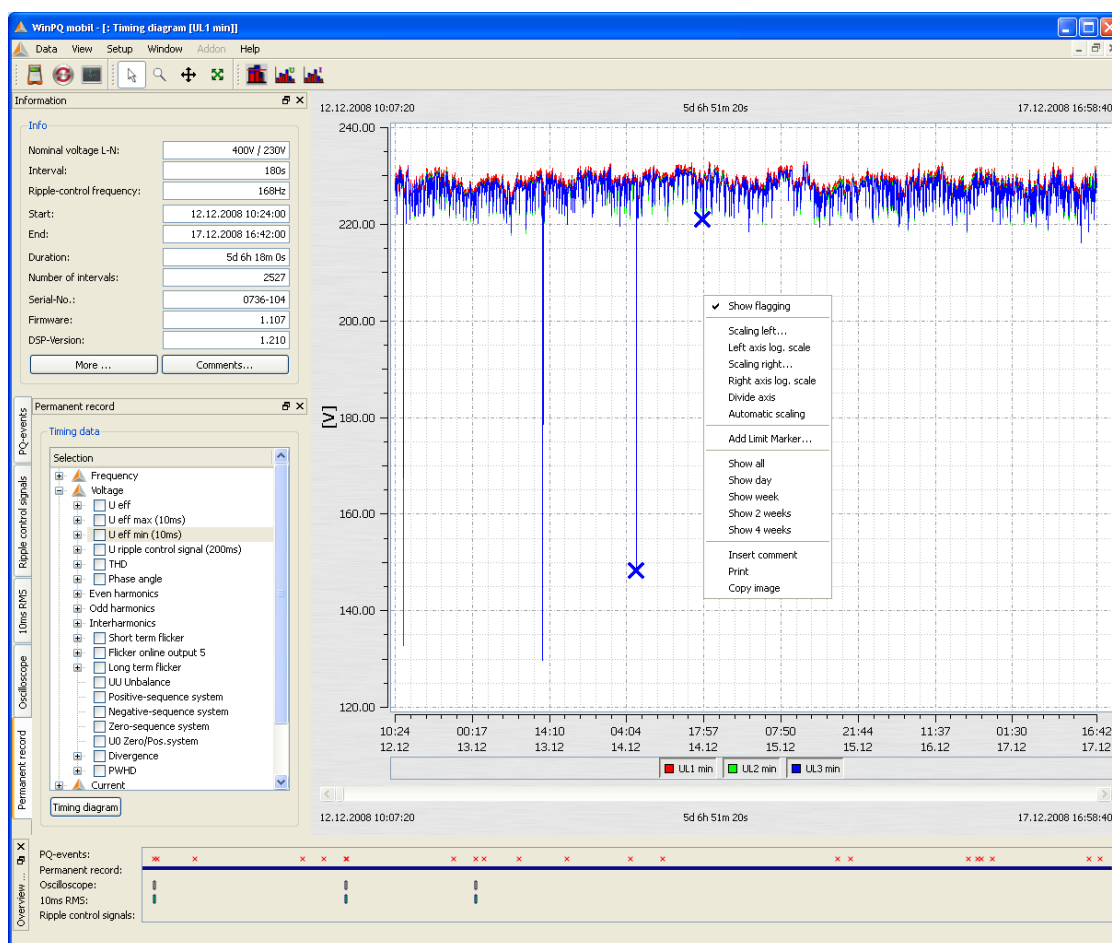 WinPQ mobil - [: Timing diagram [UL1 min]]
Data View Setup Window Addon Help
Information
Info
Nominal voltage L-N: 400V / 230V
Interval: 180s
Ripple-control frequency: 168Hz
Start: 12.12.2008 10:24:00
End: 17.12.2008 16:42:00
Duration: 5d 6h 18m 0s
Number of intervals: 2527
Serial-No.: 0736-104
Firmware: 1.107
DSP-Version: 1.210
More ... Comments...
PQ-events
Ripple control signals
10ms RMS
Oscilloscope
Permanent record
Permanent record
Timing data
Selection
Frequency
Voltage
U eff
U eff max (10ms)
U eff min (10ms)
U ripple control signal (200ms)
THD
Phase angle
Even harmonics
Odd harmonics
Interharmonics
Short term flicker
Flicker online output 5
Long term flicker
UU Unbalance
Positive-sequence system
Negative-sequence system
Zero-sequence system
U0 Zero/Pos.system
Divergence
PWHD
Current
Timing diagram
12.12.2008 10:07:20 5d 6h 51m 20s 17.12.2008 16:58:40
240.00
220.00
200.00
[V] 180.00
160.00
140.00
120.00
Show flagging
Scaling left...
Left axis log. scale
Scaling right...
Right axis log. scale
Divide axis
Automatic scaling
Add Limit Marker...
Show all
Show day
Show week
Show 2 weeks
Show 4 weeks
Insert comment
Print
Copy image
10:24 00:17 14:10 04:04 17:57 07:50 21:44 11:37 01:30 16:42
12.12 13.12 13.12 14.12 14.12 15.12 15.12 16.12 17.12 17.12
UL1 min UL2 min UL3 min
12.12.2008 10:07:20 5d 6h 51m 20s 17.12.2008 16:58:40
Overview ...
PQ-events:
Permanent record:
Oscilloscope:
10ms RMS:
Ripple control signals: